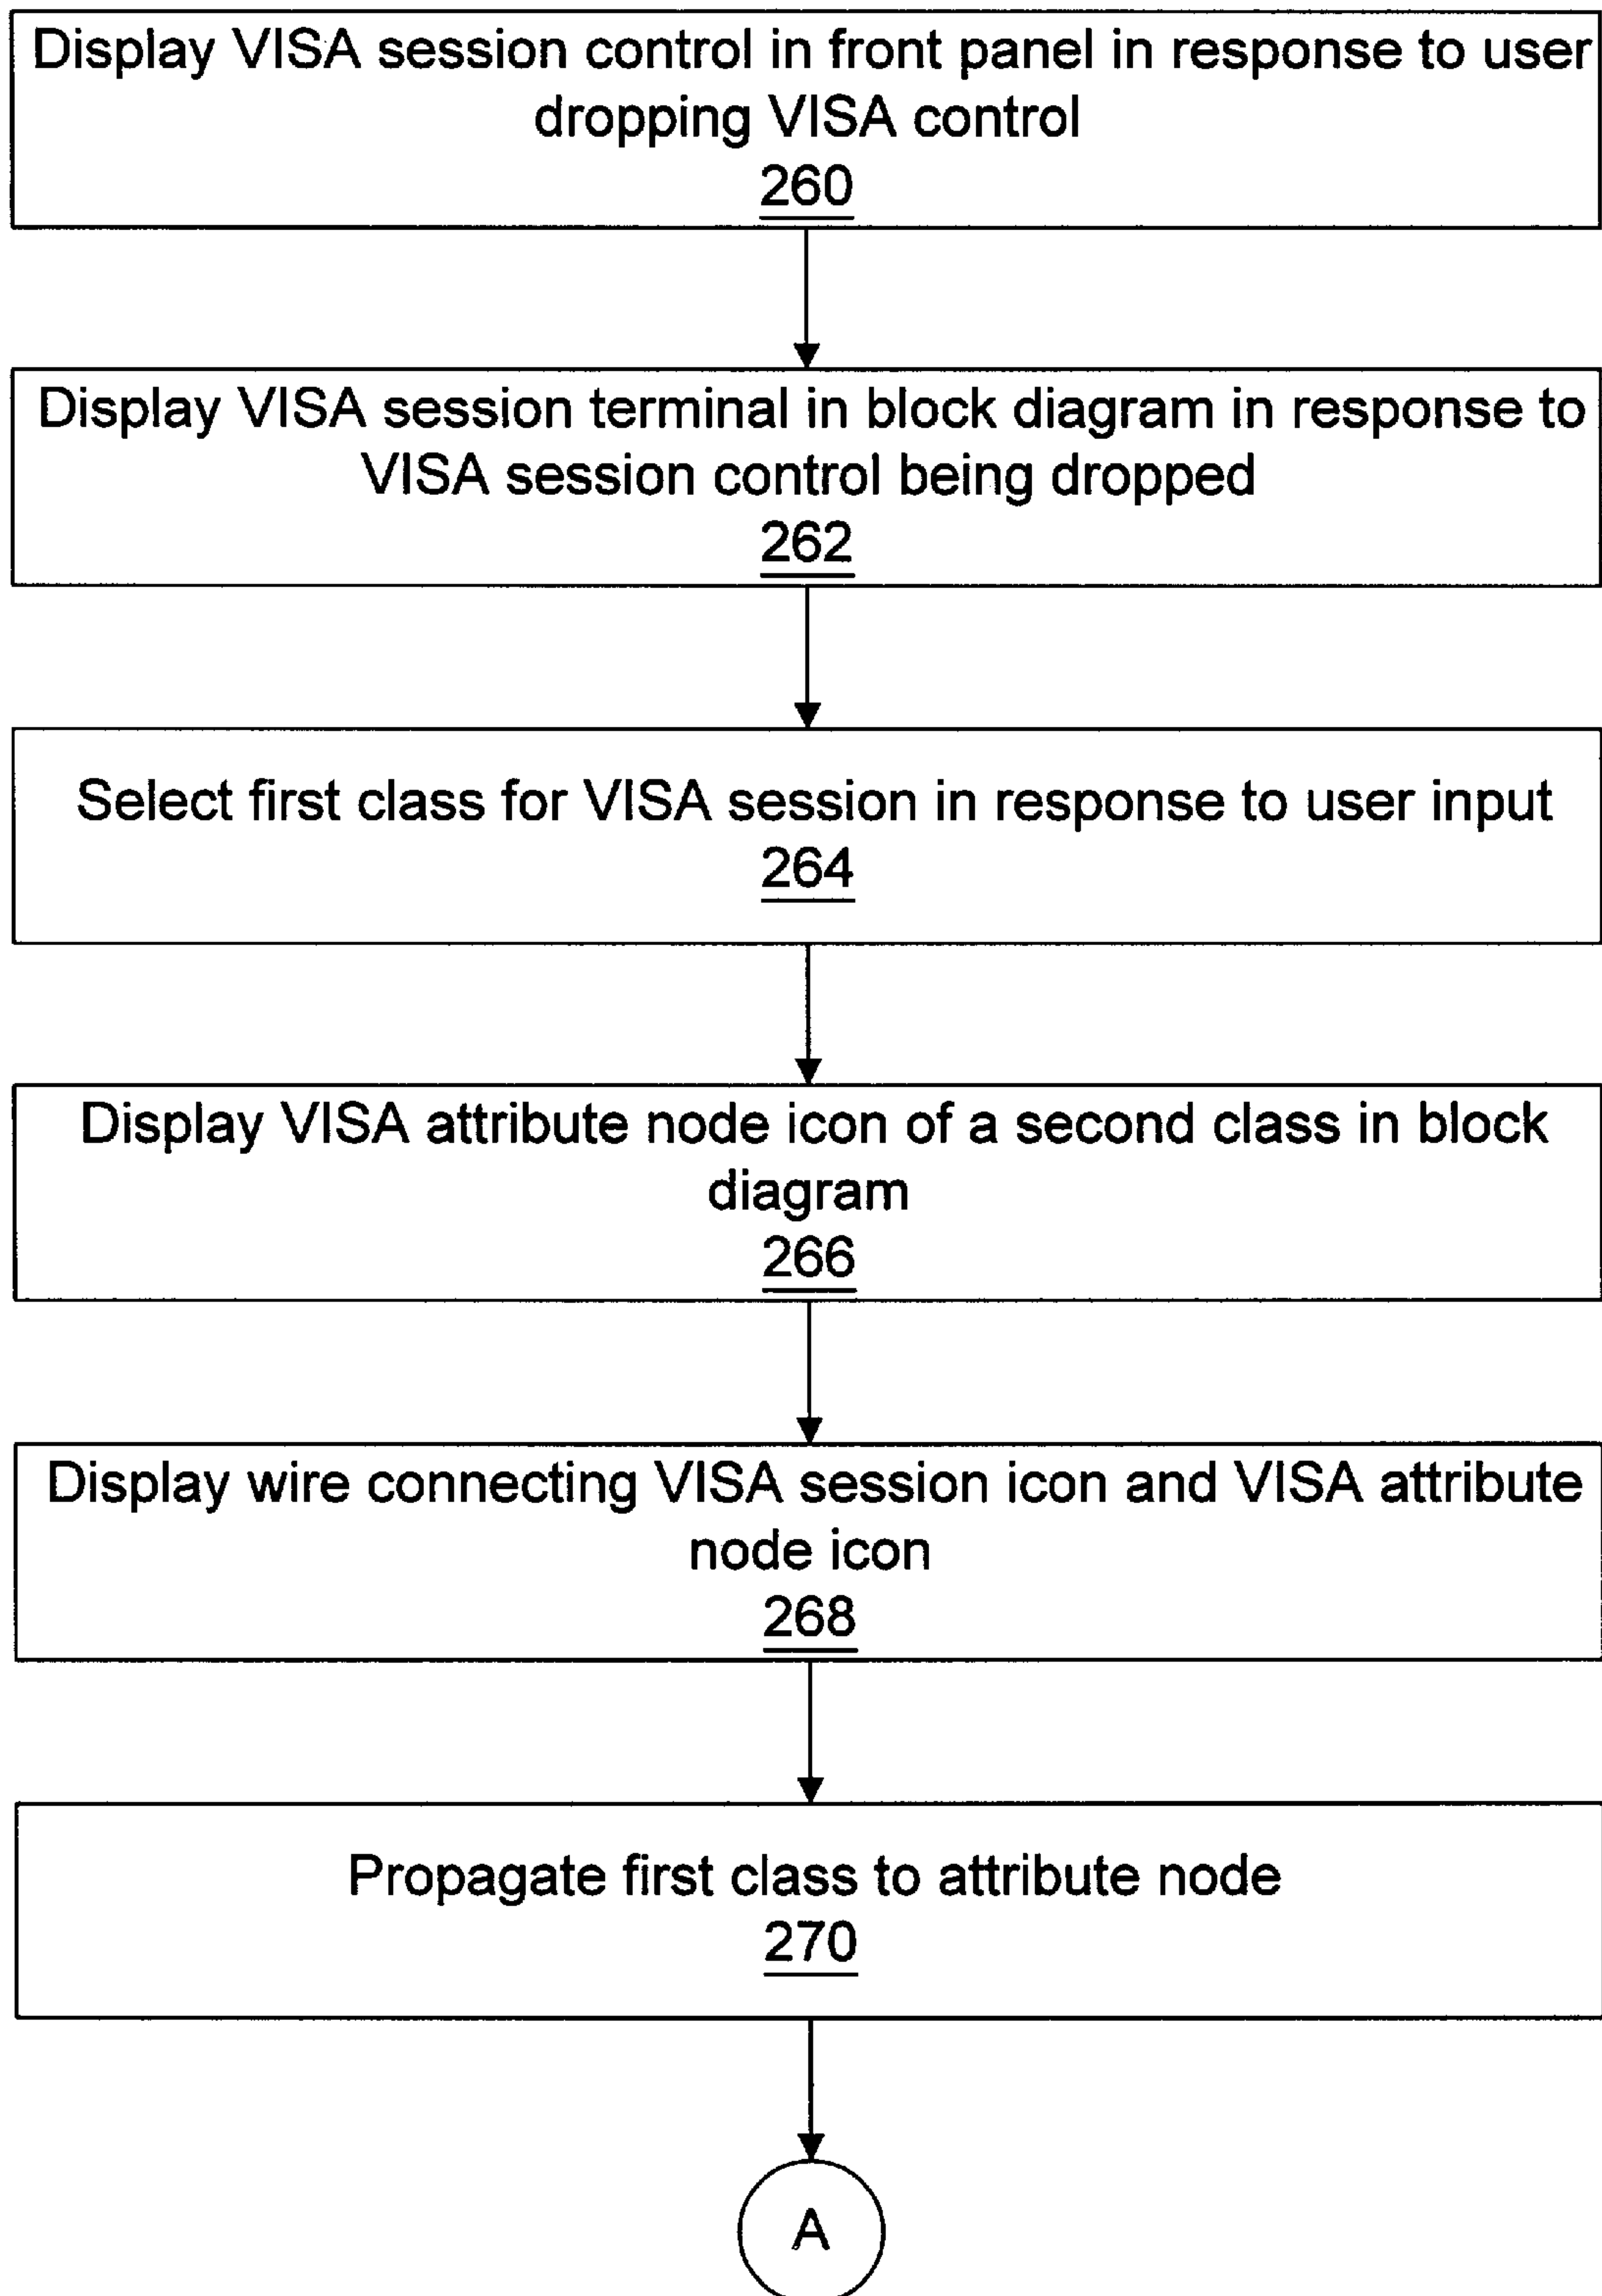 Display VISA session control in front panel in response to user
dropping VISA control
260
Display VISA session terminal in block diagram in response to
VISA session control being dropped
262
Select first class for VISA session in response to user input
264
Display VISA attribute node icon of a second class in block
diagram
266
Display wire connecting VISA session icon and VISA attribute
node icon
268
Propagate first class to attribute node
270
A